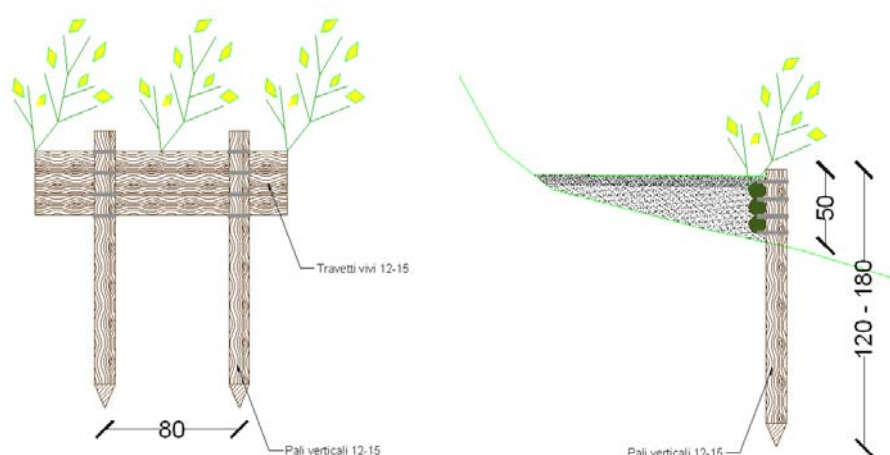 Travetti vivi 12-15
80
Pali verticali 12-15
50
120 - 180
Pali verticali 12-15